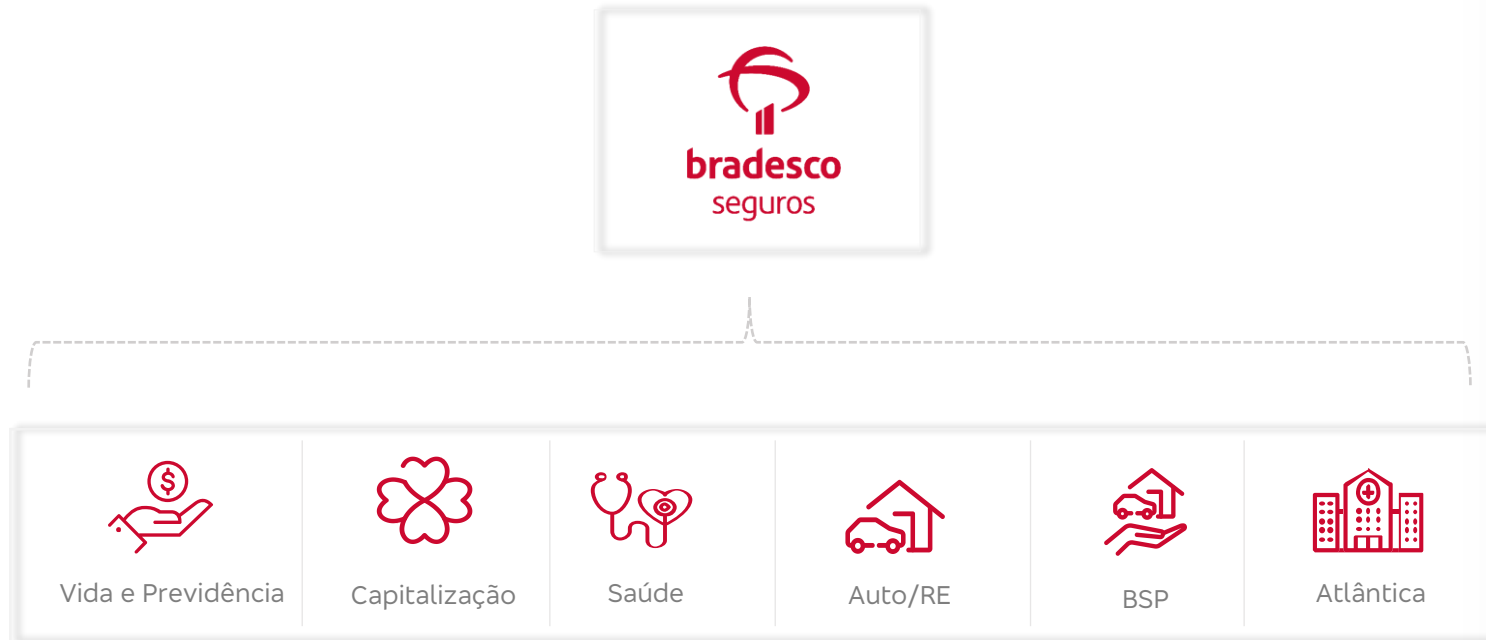 bradesco
seguros
Vida e Previdência
Capitalização
Saúde
Auto/RE
BSP
Atlântica